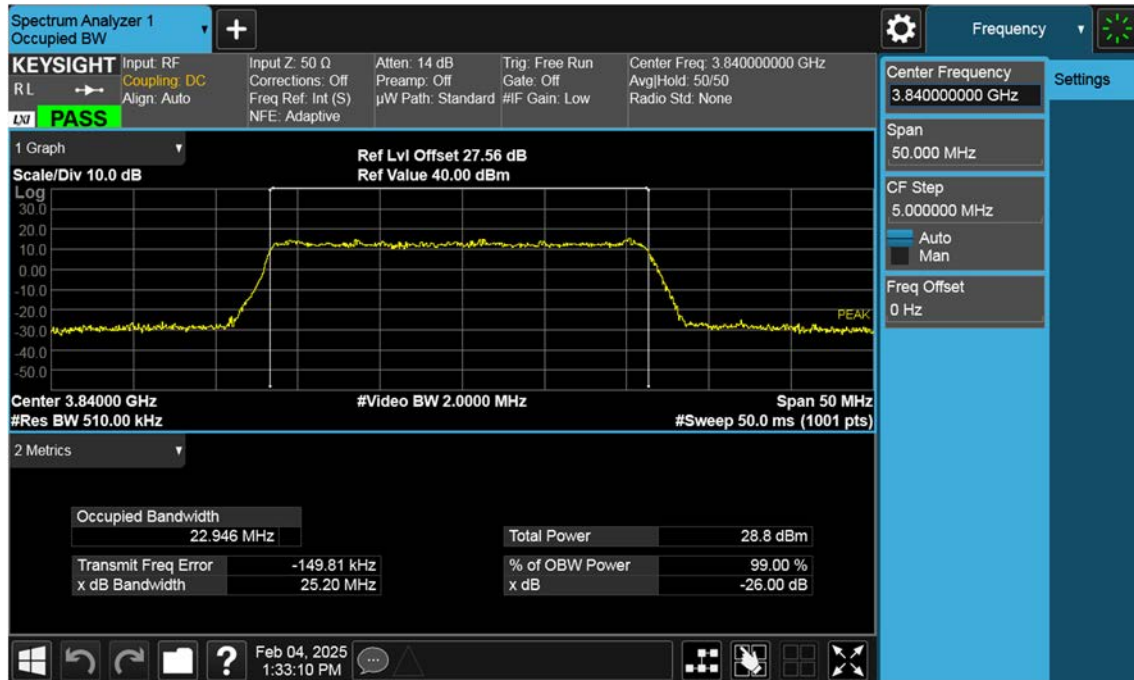 Spectrum Analyzer 1
Occupied BW
+
Frequency
KEYSIGHT
RL
LXI PASS
Input: RF
Coupling: DC
Align: Auto
Input Z: 50 Ω
Corrections: Off
Freq Ref: Int (S)
NFE: Adaptive
Atten: 14 dB
Preamp: Off
µW Path: Standard
Trig: Free Run
Gate: Off
#IF Gain: Low
Center Freq: 3.840000000 GHz
Avg|Hold: 50/50
Radio Std: None
Center Frequency
3.840000000 GHz
Settings
Span
50.000 MHz
CF Step
5.000000 MHz
Auto
Man
Freq Offset
0 Hz
1 Graph
Scale/Div 10.0 dB
Ref Lvl Offset 27.56 dB
Ref Value 40.00 dBm
Log
30.0
20.0
10.0
0.00
-10.0
-20.0
-30.0
-40.0
-50.0
PEAK
Center 3.84000 GHz
#Video BW 2.0000 MHz
Span 50 MHz
#Res BW 510.00 kHz
#Sweep 50.0 ms (1001 pts)
2 Metrics
Occupied Bandwidth
22.946 MHz
Total Power 28.8 dBm
Transmit Freq Error -149.81 kHz
% of OBW Power 99.00 %
x dB Bandwidth 25.20 MHz
x dB -26.00 dB
?
Feb 04, 2025
1:33:10 PM